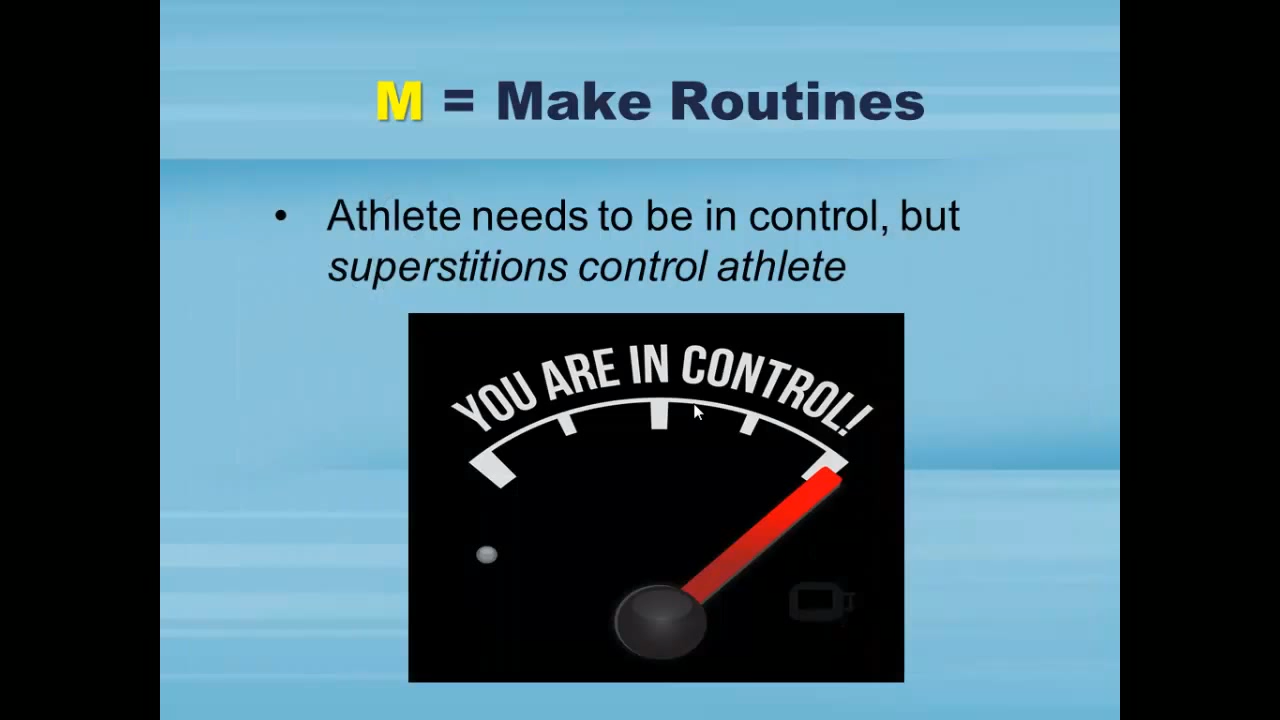 M = Make Routines
• Athlete needs to be in control, but
superstitions control athlete
YOU ARE IN CONTROL!